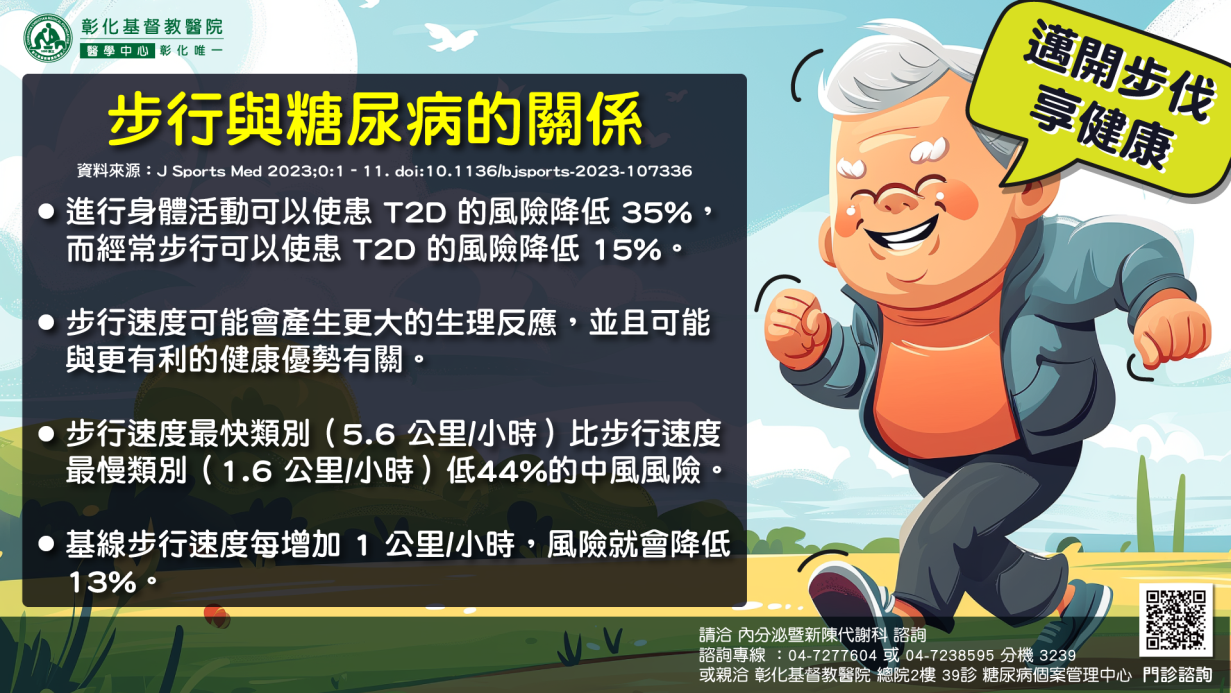 彰化基督教醫院
醫學中心 彰化唯一
邁開步伐
享健康
步行與糖尿病的關係
資料來源：J Sports Med 2023;0:1 - 11. doi:10.1136/bjsports-2023-107336
● 進行身體活動可以使患 T2D 的風險降低 35%，
而經常步行可以使患 T2D 的風險降低 15%。
● 步行速度可能會產生更大的生理反應，並且可能
與更有利的健康優勢有關。
● 步行速度最快類別（5.6 公里/小時）比步行速度
最慢類別（1.6 公里/小時）低44%的中風風險。
● 基線步行速度每增加 1 公里/小時，風險就會降低
13%。
請洽 內分泌暨新陳代謝科 諮詢
諮詢專線 ：04-7277604 或 04-7238595 分機 3239
或親洽 彰化基督教醫院 總院2樓 39診 糖尿病個案管理中心 門診諮詢